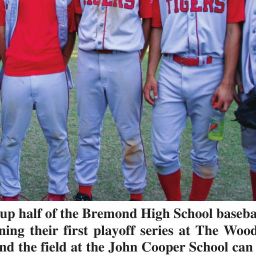 GERS TIGERS
up half of the Bremond High School baseba
ning their first playoff series at The Wood
nd the field at the John Cooper School can